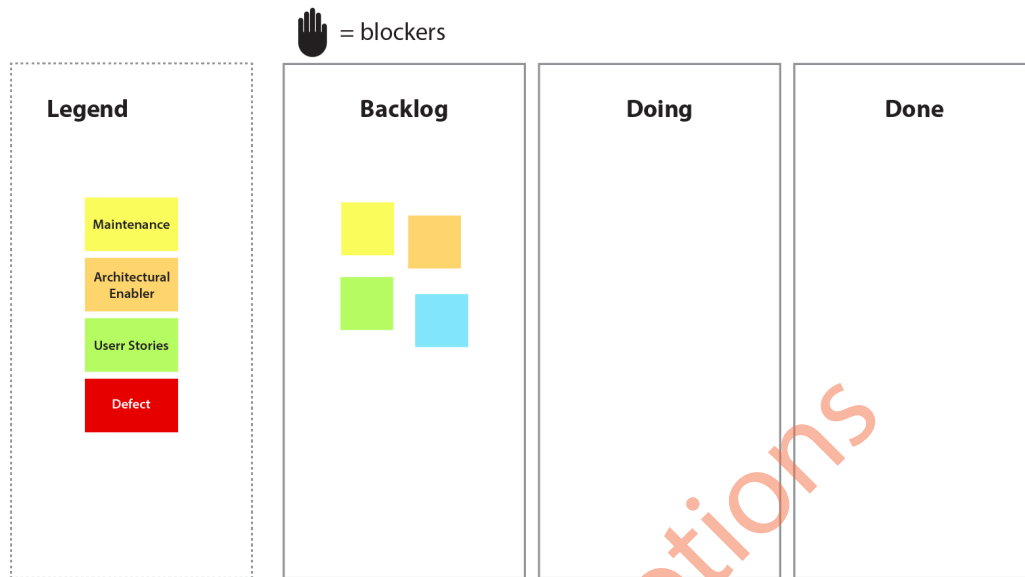 = blockers
Legend
Backlog
Doing
Done
Maintenance
Architectural
Enabler
Userr Stories
Defect